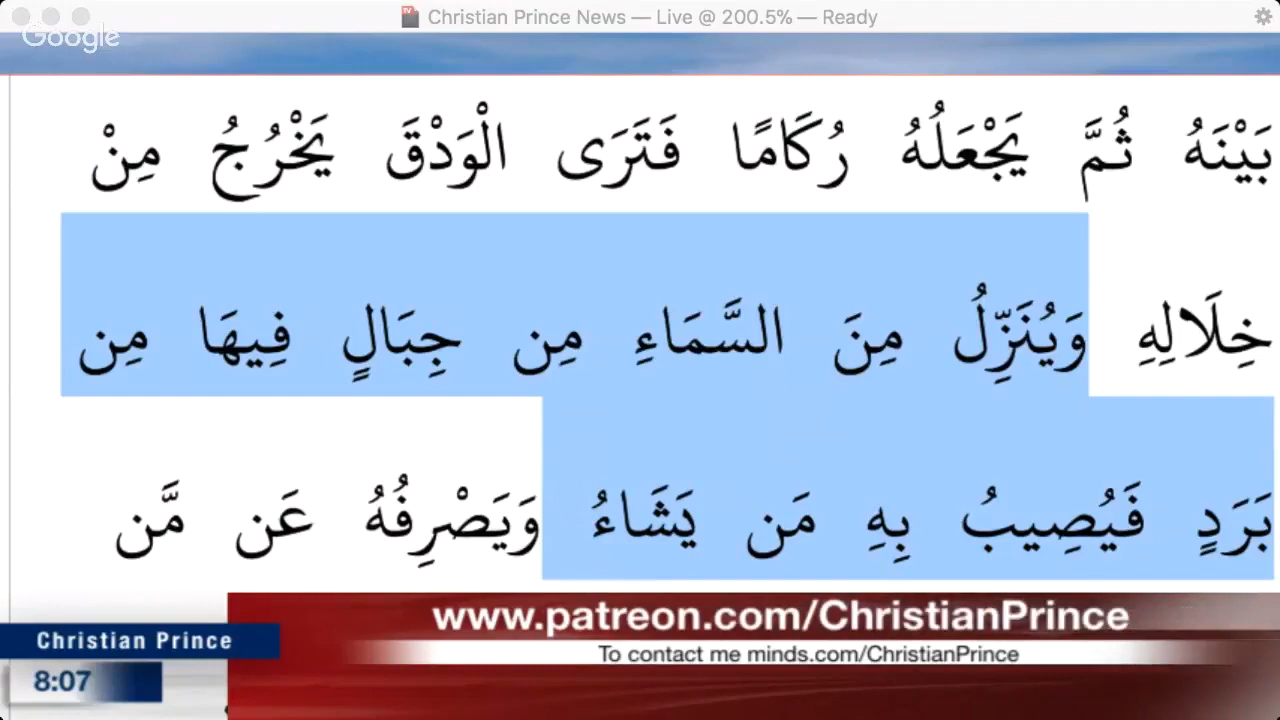 Christian Prince News — Live @ 200.5% — Ready
Google
بَيْنَهُ ثُمَّ يَجْعَلُهُ رُكَامًا فَتَرَى الْوَدْقَ يَخْرُجُ مِنْ
خِلَالِهِ وَيُنَزِّلُ مِنَ السَّمَاءِ مِن جِبَالٍ فِيهَا مِن
بَرَدٍ فَيُصِيبُ بِهِ مَن يَشَاءُ وَيَصْرِفُهُ عَن مَّن
www.patreon.com/ChristianPrince
Christian Prince
To contact me minds.com/ChristianPrince
8:07